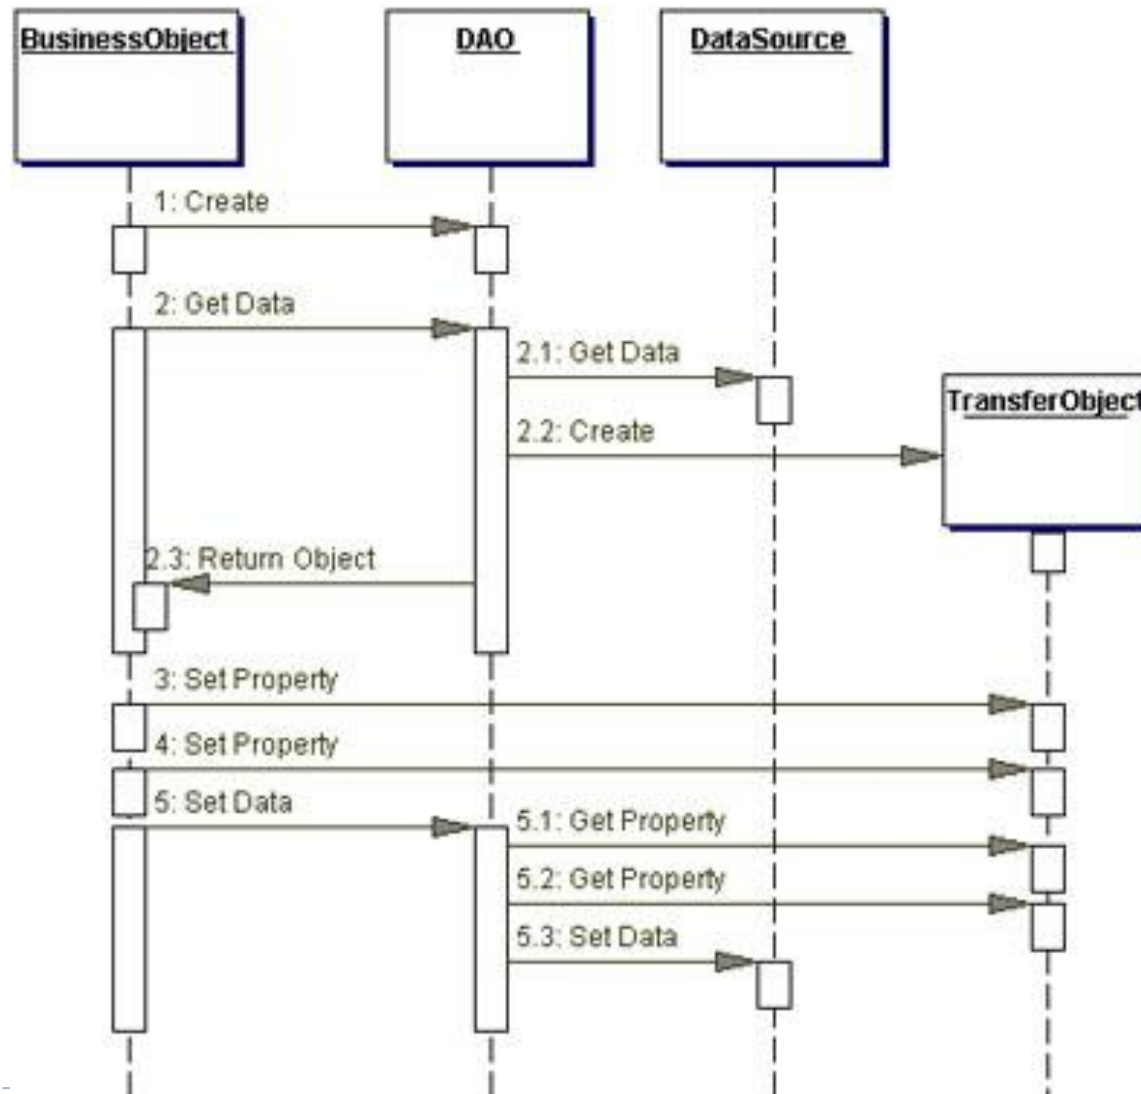 BusinessObject
DAO
DataSource
1: Create
2: Get Data
2.1: Get Data
TransferObject
2.2: Create
2.3: Return Object
3: Set Property
4: Set Property
5: Set Data
5.1: Get Property
5.2: Get Property
5.3: Set Data